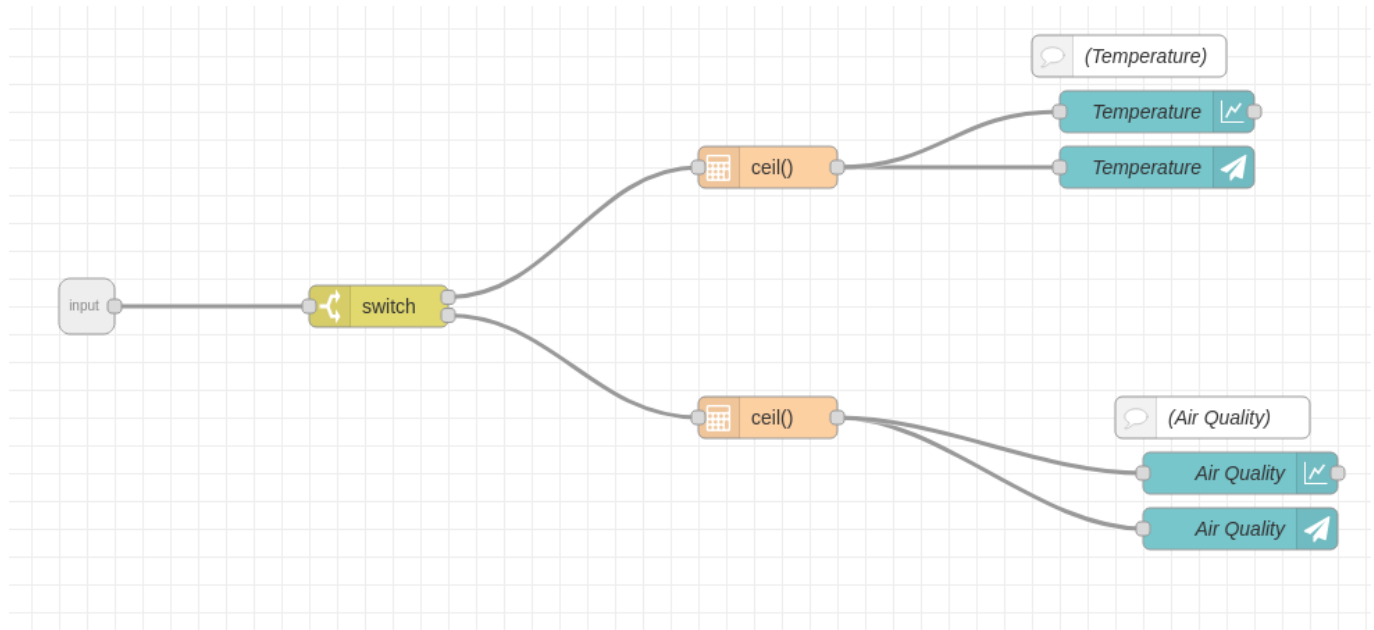 (Temperature)
Temperature
ceil()
Temperature
input
switch
ceil()
(Air Quality)
Air Quality
Air Quality